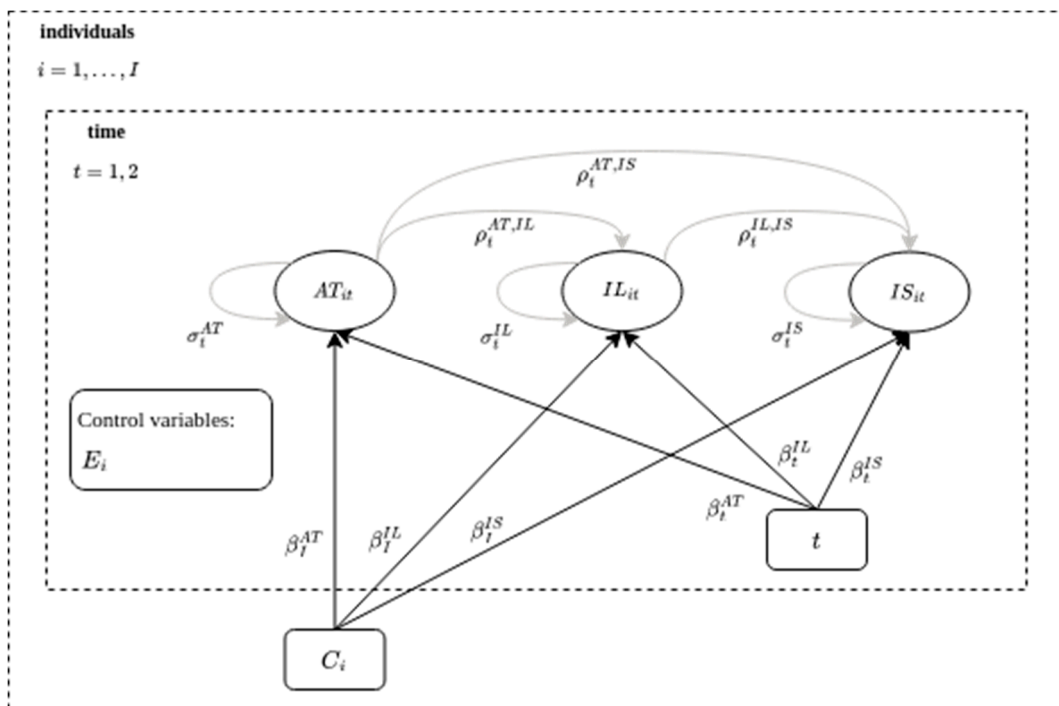 individuals
i = 1, ..., I
time
t = 1, 2
ρ_t^{AT,IS}
ρ_t^{AT,IL}
ρ_t^{IL,IS}
AT_{it}
IL_{it}
IS_{it}
σ_t^{AT}
σ_t^{IL}
σ_t^{IS}
Control variables:
E_i
β_t^{IL}
β_t^{IS}
β_t^{AT}
β_I^{AT}
β_I^{IL}
β_I^{IS}
t
C_i